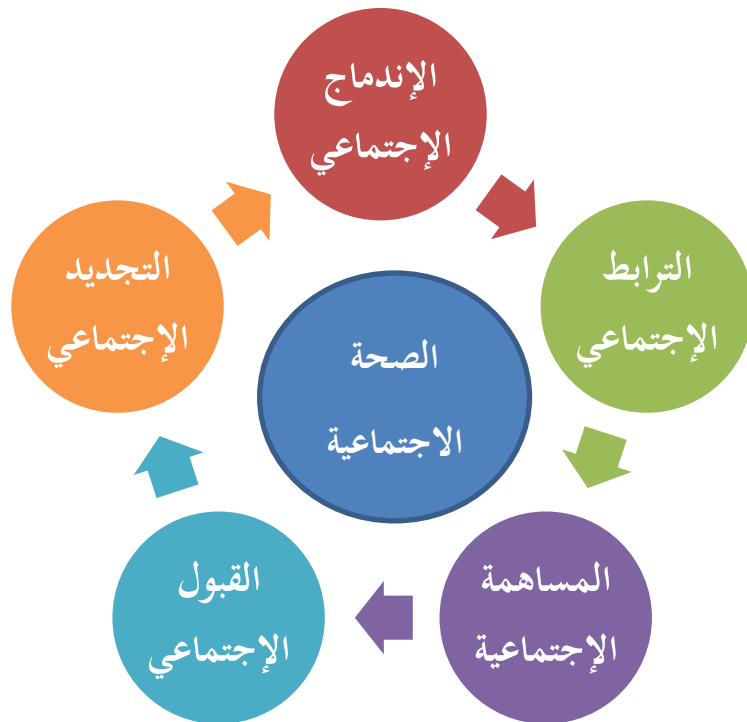 الإندماج
الإجتماعي
الترابط
الإجتماعي
المساهمة
الإجتماعية
القبول
الإجتماعي
التجديد
الإجتماعي
الصحة
الاجتماعية